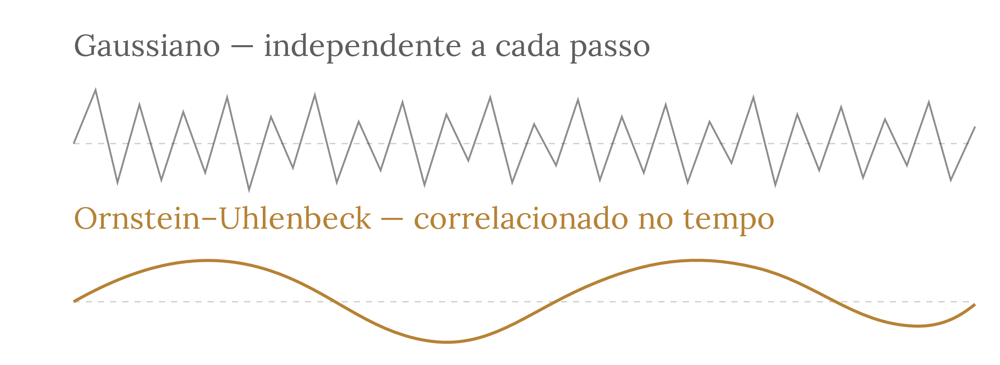 Gaussiano — independente a cada passo
Ornstein–Uhlenbeck — correlacionado no tempo